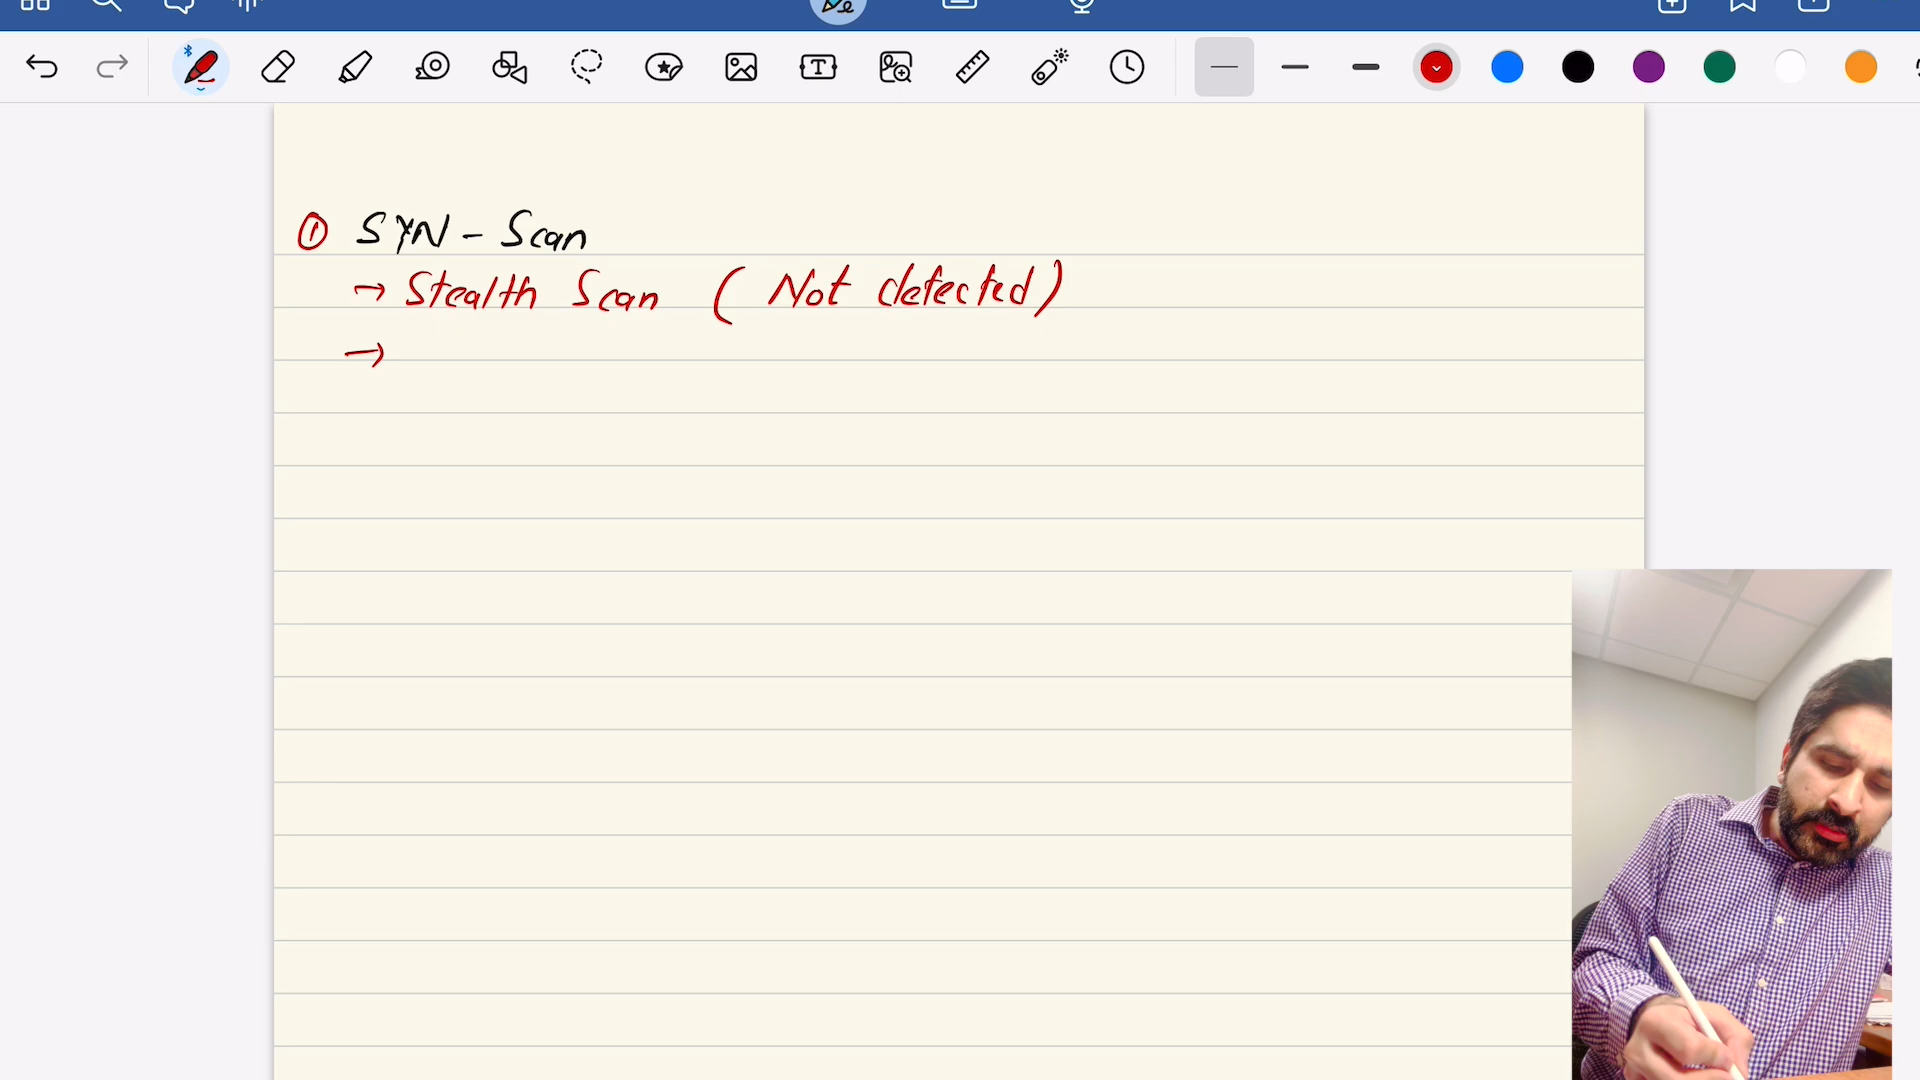 ① SYN - Scan
→ Stealth Scan ( Not detected )
→